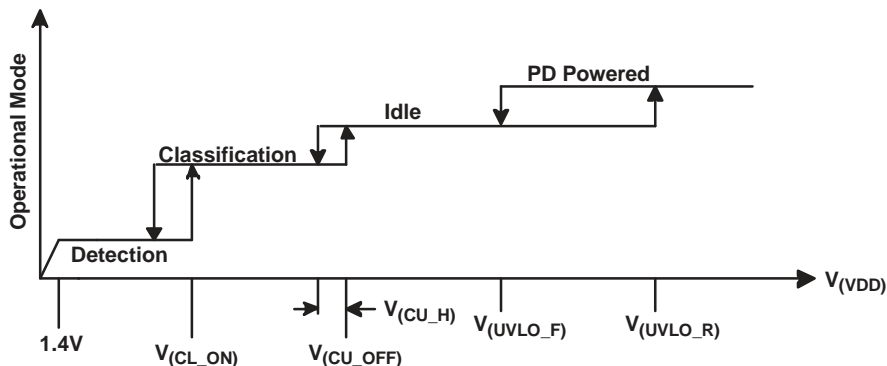 Operational Mode
PD Powered
Idle
Classification
Detection
V(VDD)
V(CU_H)
1.4V
V(CL_ON)
V(CU_OFF)
V(UVLO_F)
V(UVLO_R)